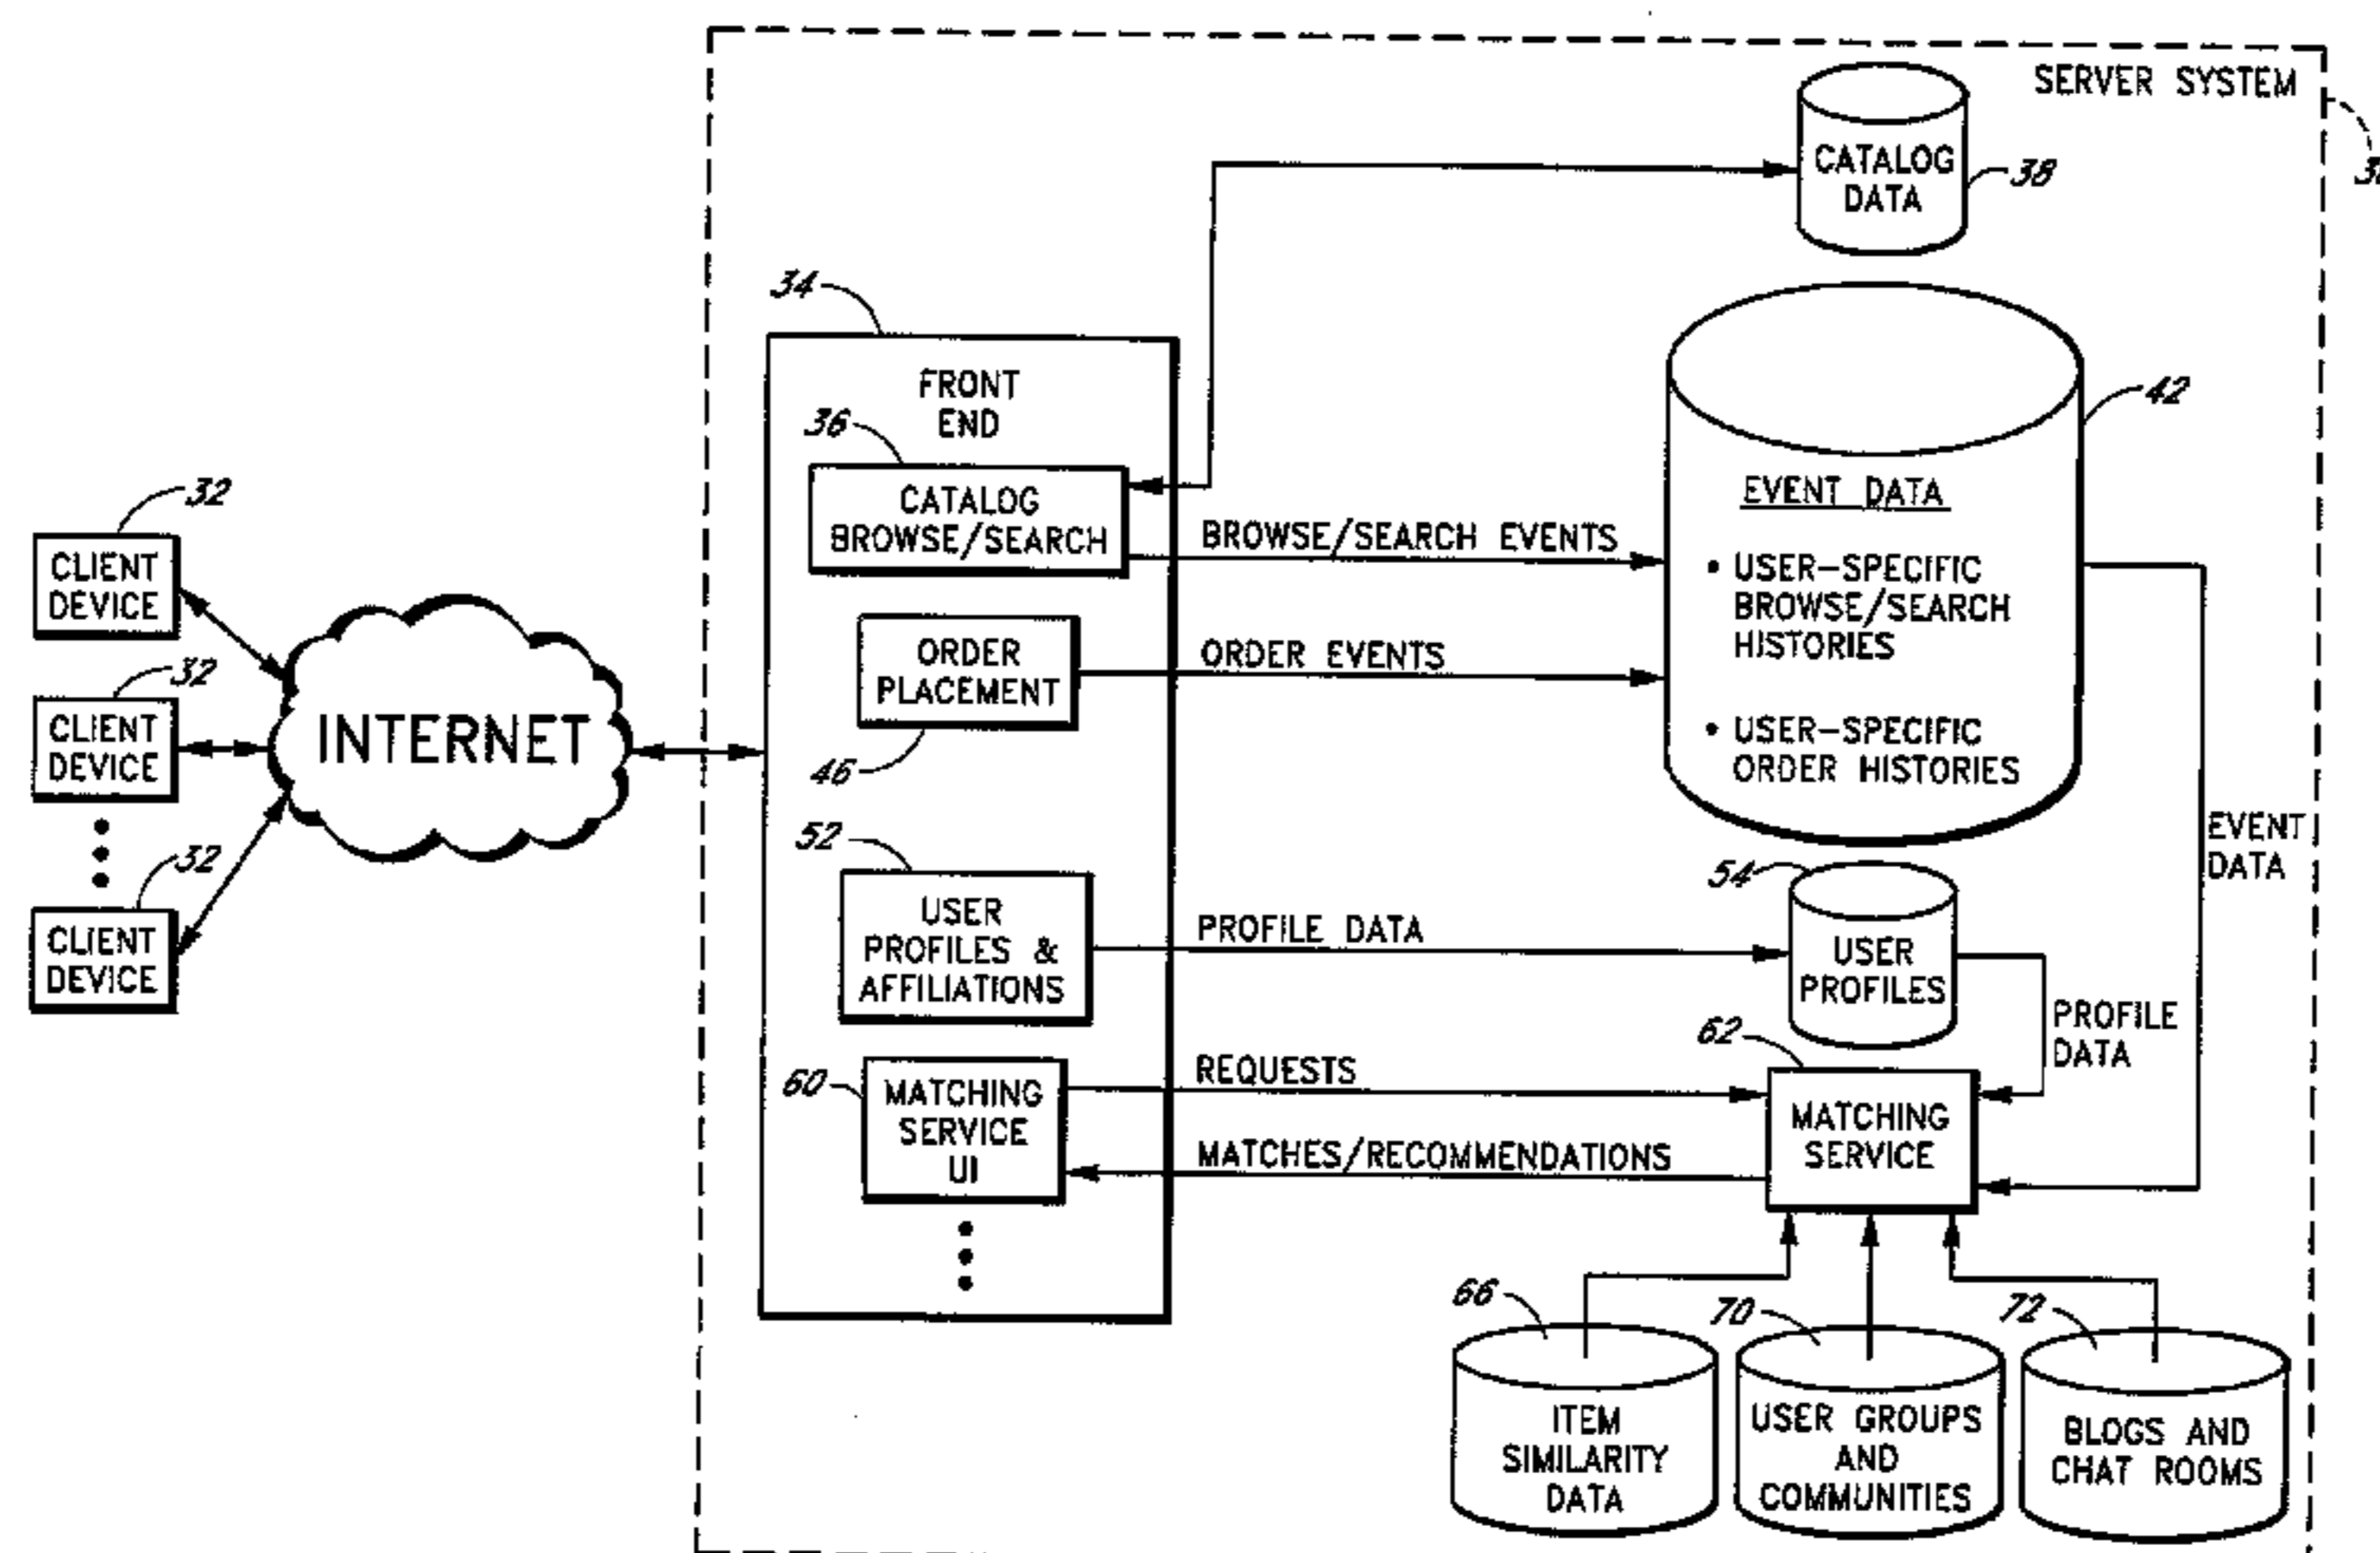 SERVER SYSTEM
CATALOG
DATA
38
34
FRONT
END
36
CATALOG
BROWSE/SEARCH
BROWSE/SEARCH EVENTS
42
EVENT DATA
• USER-SPECIFIC
BROWSE/SEARCH
HISTORIES
• USER-SPECIFIC
ORDER HISTORIES
32
CLIENT
DEVICE
32
CLIENT
DEVICE
32
CLIENT
DEVICE
INTERNET
ORDER
PLACEMENT
46
ORDER EVENTS
EVENT
DATA
52
USER
PROFILES &
AFFILIATIONS
PROFILE DATA
54
USER
PROFILES
PROFILE
DATA
60
MATCHING
SERVICE
UI
REQUESTS
MATCHES/RECOMMENDATIONS
62
MATCHING
SERVICE
66
ITEM
SIMILARITY
DATA
70
USER GROUPS
AND
COMMUNITIES
72
BLOGS AND
CHAT ROOMS